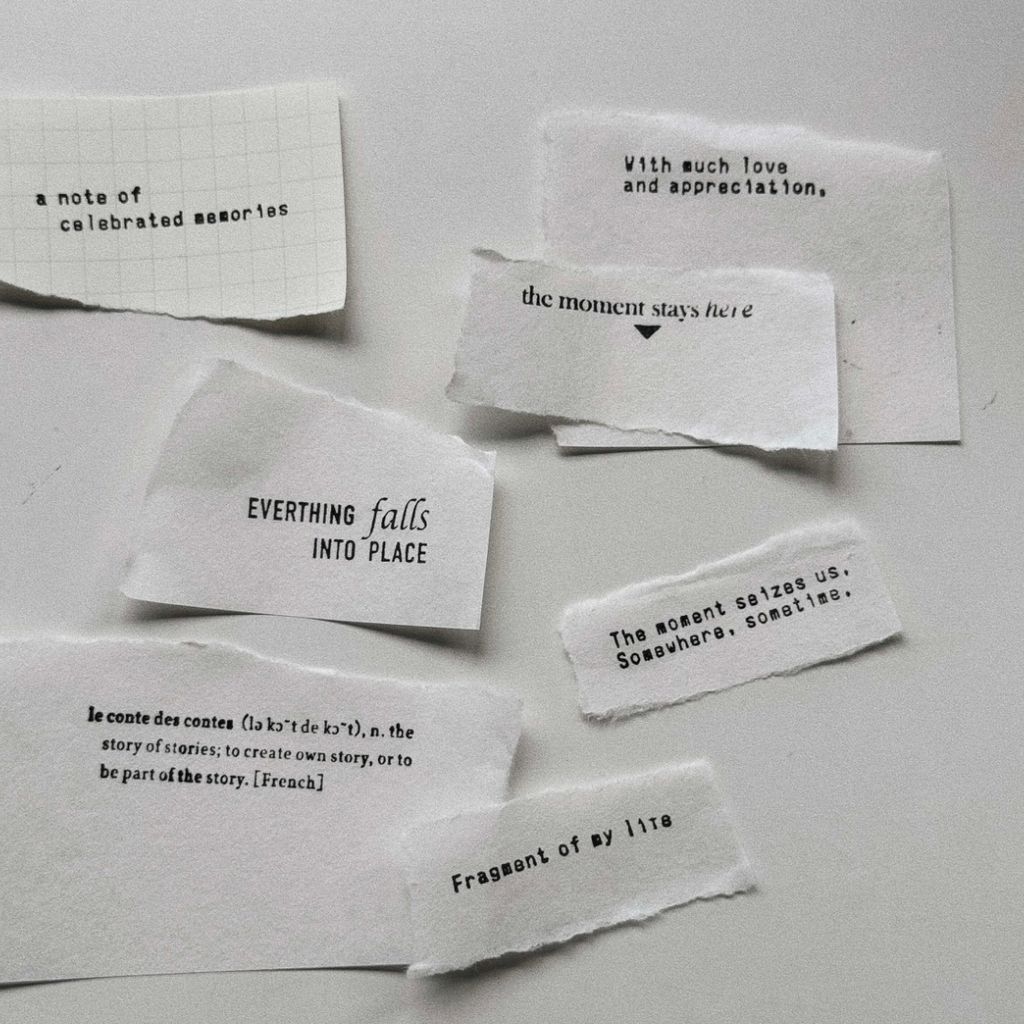 a note of
celebrated memories
With much love
and appreciation,
the moment stays here
EVERTHING falls
INTO PLACE
The moment seizes us.
Somewhere, sometime.
le conte des contes (lə kɔ˜t de kɔ˜t), n. the
story of stories; to create own story, or to
be part of the story. [French]
Fragment of my life